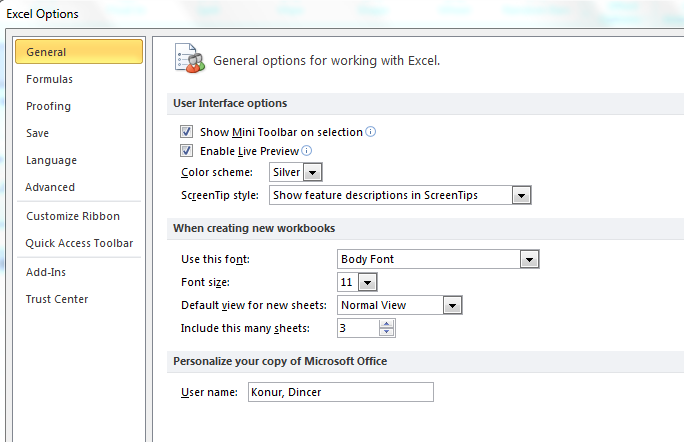 Excel Options
General
Formulas
Proofing
Save
Language
Advanced
Customize Ribbon
Quick Access Toolbar
Add-Ins
Trust Center
General options for working with Excel.
User Interface options
Show Mini Toolbar on selection
Enable Live Preview
Color scheme: Silver
ScreenTip style: Show feature descriptions in ScreenTips
When creating new workbooks
Use this font: Body Font
Font size: 11
Default view for new sheets: Normal View
Include this many sheets: 3
Personalize your copy of Microsoft Office
User name: Konur, Dincer